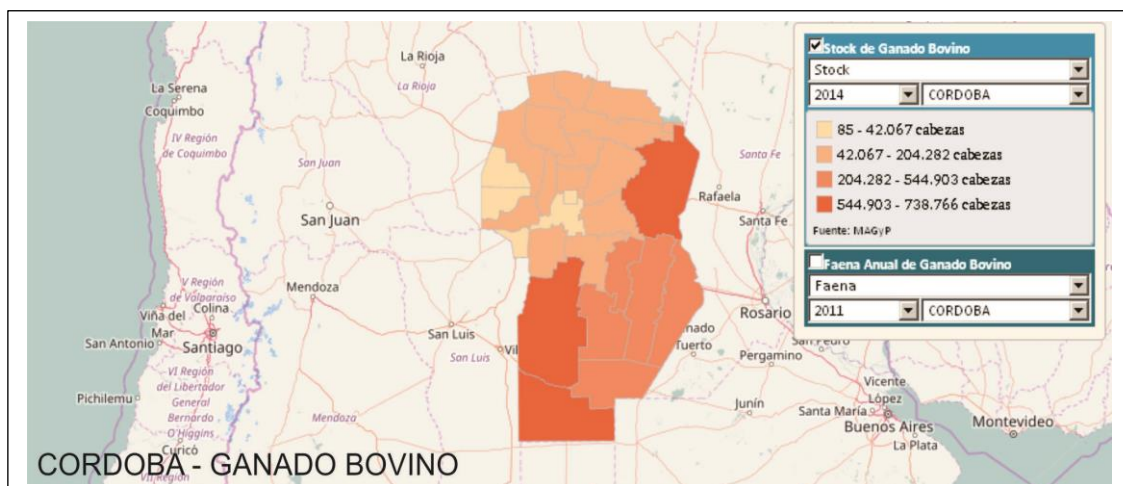 La Rioja
La Rioja
La Serena
Coquimbo
IV Región
de Coquimbo
San Juan
San Juan
Santa Fe
Rafaela
Santa Fe
V Región
de Valparaíso
Colina
Viña del
Mar
San Antonio
Santiago
Mendoza
San Luis
San Luis
Rosario
Tuerto
Pergamino
VI Región
del Libertador
General
Bernardo
O'Higgins
Pichilemu
Curicó
Mendoza
Junín
Vicente
López
Santa María
Buenos Aires
La Plata
Montevideo
Stock de Ganado Bovino
Stock
2014 CORDOBA
85 - 42.067 cabezas
42.067 - 204.282 cabezas
204.282 - 544.903 cabezas
544.903 - 738.766 cabezas
Fuente: MAGyP
Faena Anual de Ganado Bovino
Faena
2011 CORDOBA
CORDOBA - GANADO BOVINO